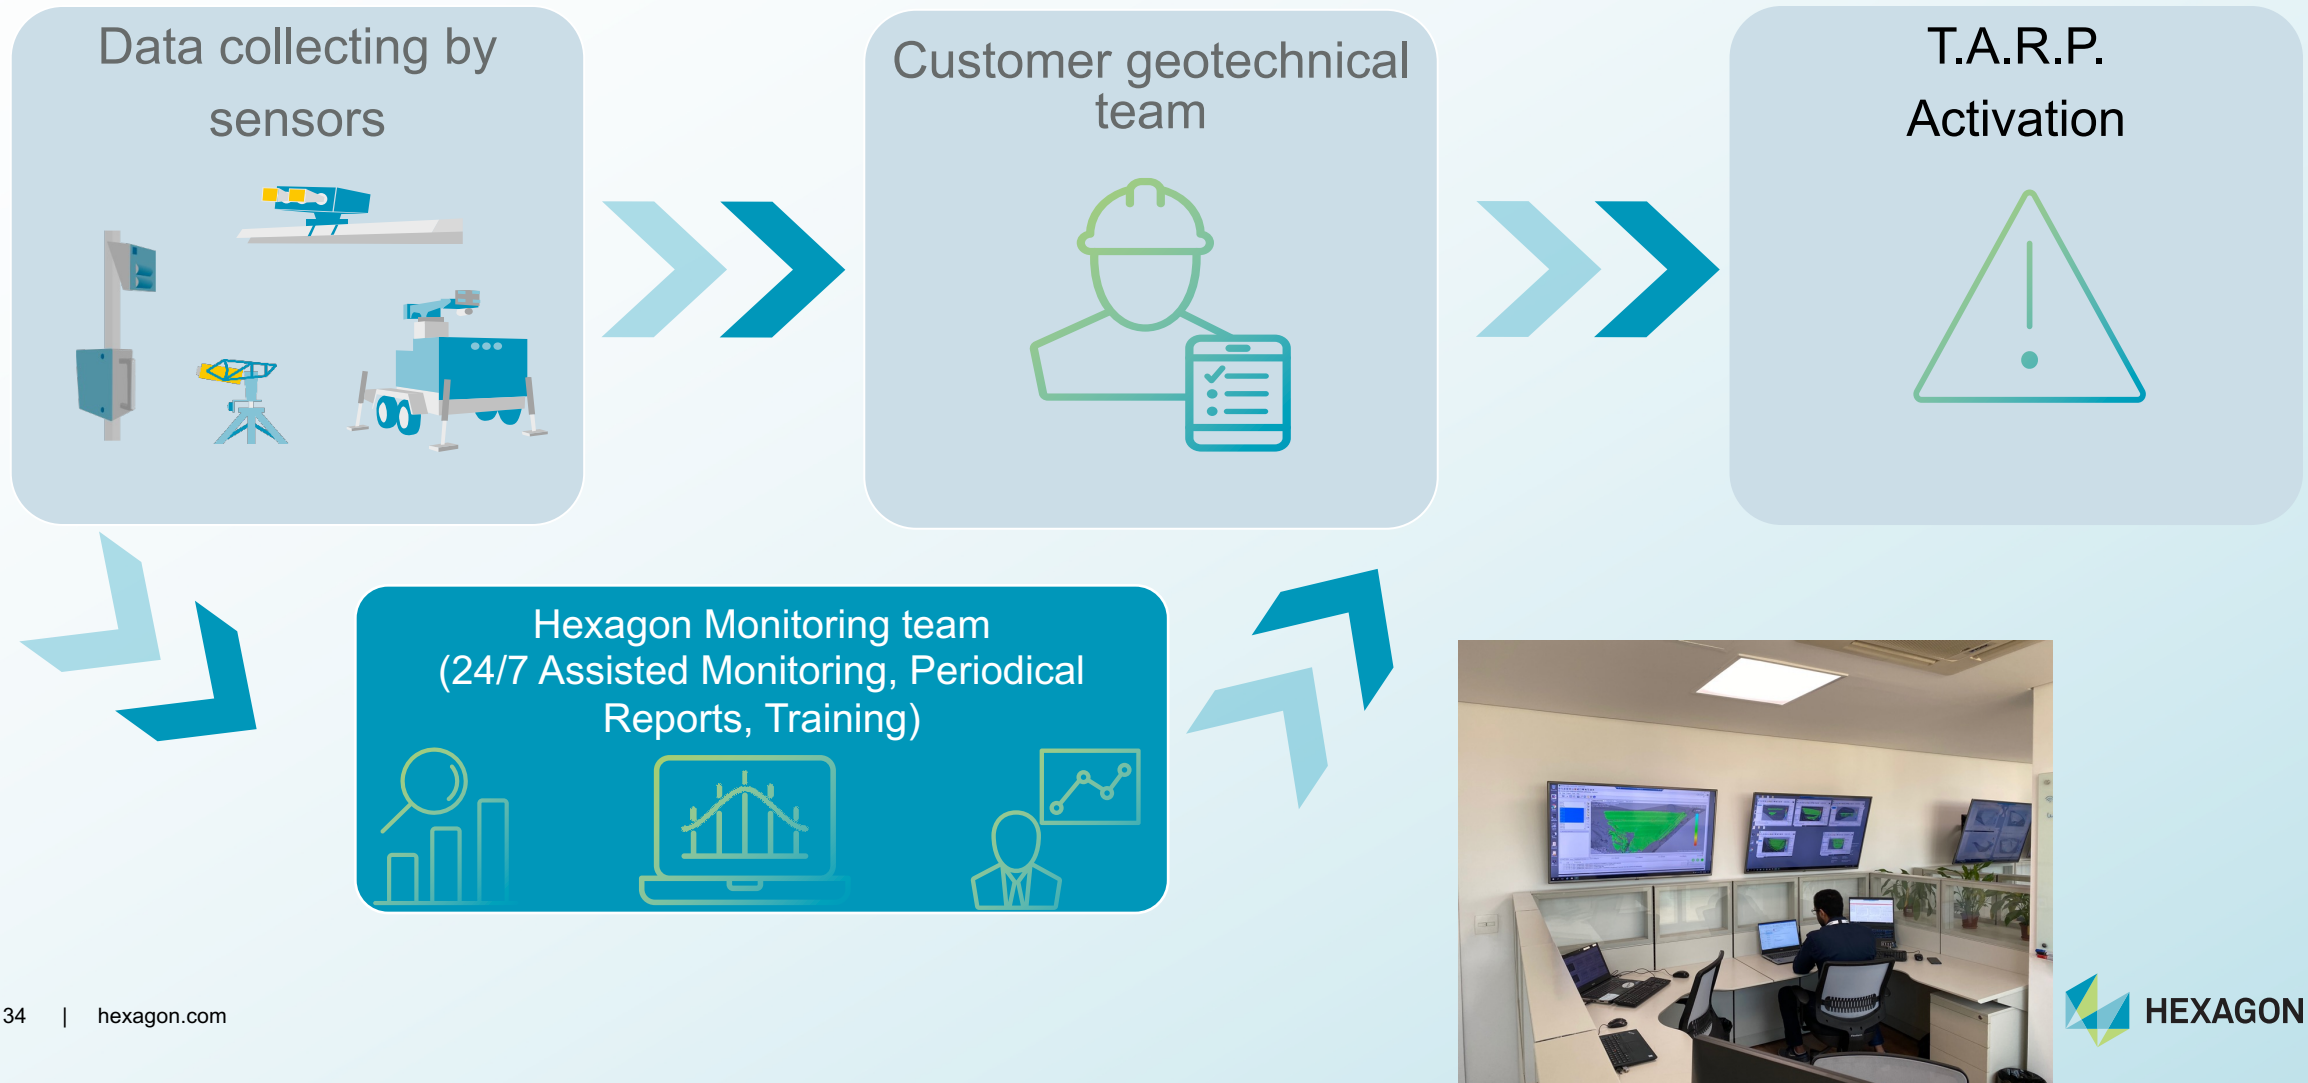 Data collecting by
sensors
Customer geotechnical
team
T.A.R.P.
Activation
Hexagon Monitoring team
(24/7 Assisted Monitoring, Periodical
Reports, Training)
34 | hexagon.com
HEXAGON